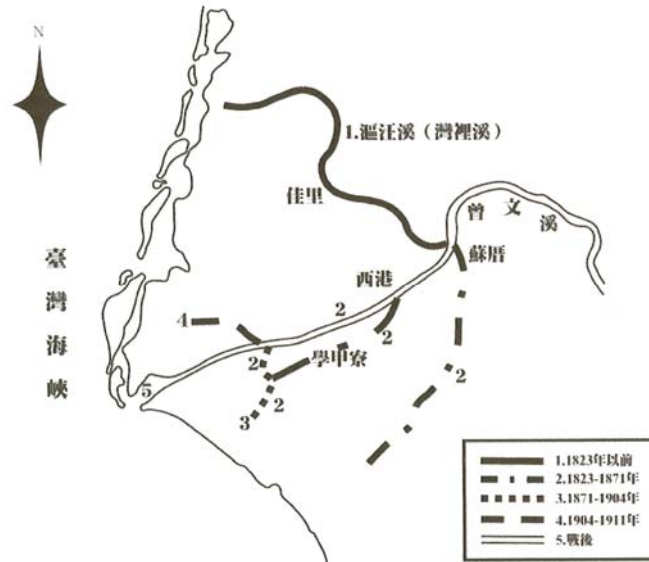 N
1.漚汪溪（灣裡溪）
佳里
曾文溪
蘇厝
西港
臺灣海峽
2
4
2
2
學甲寮
2
2
5
3
1.1823年以前
2.1823-1871年
3.1871-1904年
4.1904-1911年
5.戰後